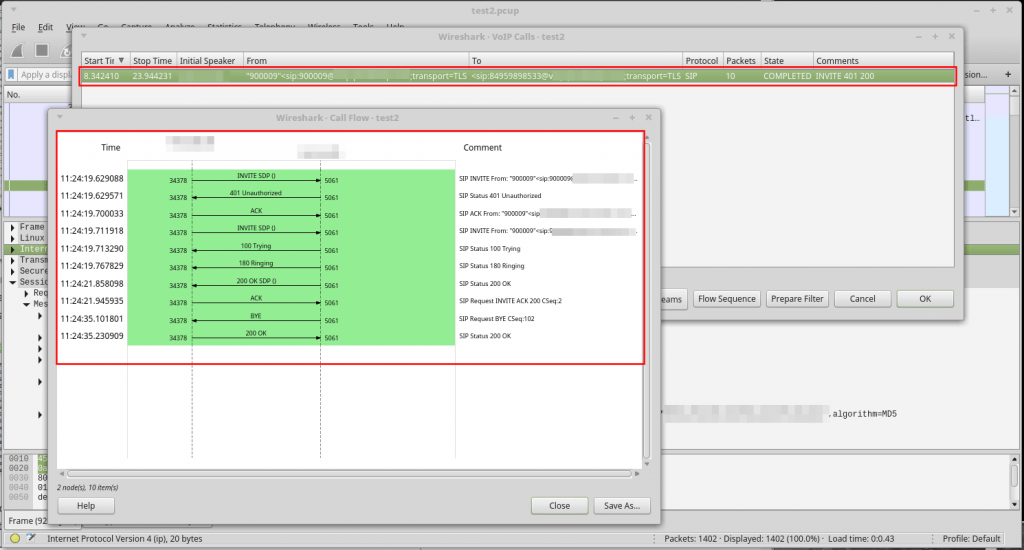 test2.pcup
File Edit View Go Capture Analyze Statistics Telephony Wireless Tools Help
Wireshark · VoIP Calls · test2
Apply a displ
Start Tir Stop Time Initial Speaker From To Protocol Packets State Comments
8.342410 23.944231 "900009"<sip:900009@ ;transport=TLS <sip:84959898533@v ;transport=TLS SIP 10 COMPLETED INVITE 401 200
sion... +
No.
Wireshark · Call Flow · test2
Time Comment
11:24:19.629088 34378 INVITE SDP () 5061 SIP INVITE From: "900009"<sip:900009(...
11:24:19.629571 34378 401 Unauthorized 5061 SIP Status 401 Unauthorized
11:24:19.700033 34378 ACK 5061 SIP ACK From: "900009"<sip ...
11:24:19.711918 34378 INVITE SDP () 5061 SIP INVITE From: "900009"<sip: ...
11:24:19.713290 34378 100 Trying 5061 SIP Status 100 Trying
11:24:19.767829 34378 180 Ringing 5061 SIP Status 180 Ringing
11:24:21.858098 34378 200 OK SDP () 5061 SIP Status 200 OK
11:24:21.945935 34378 ACK 5061 SIP Request INVITE ACK 200 CSeq:2
11:24:35.101801 34378 BYE 5061 SIP Request BYE CSeq:102
11:24:35.230909 34378 200 OK 5061 SIP Status 200 OK
Frame
Linux
Intern
Transm
Secure
Sessio
Req
Mes
eams Flow Sequence Prepare Filter Cancel OK
.algorithm=MD5
0010 45
0020 0a
0030 80
0040 01
0050 de
2 node(s), 10 item(s)
Help Close Save As...
Frame (92
Internet Protocol Version 4 (ip), 20 bytes
Packets: 1402 · Displayed: 1402 (100.0%) · Load time: 0:0.43
Profile: Default